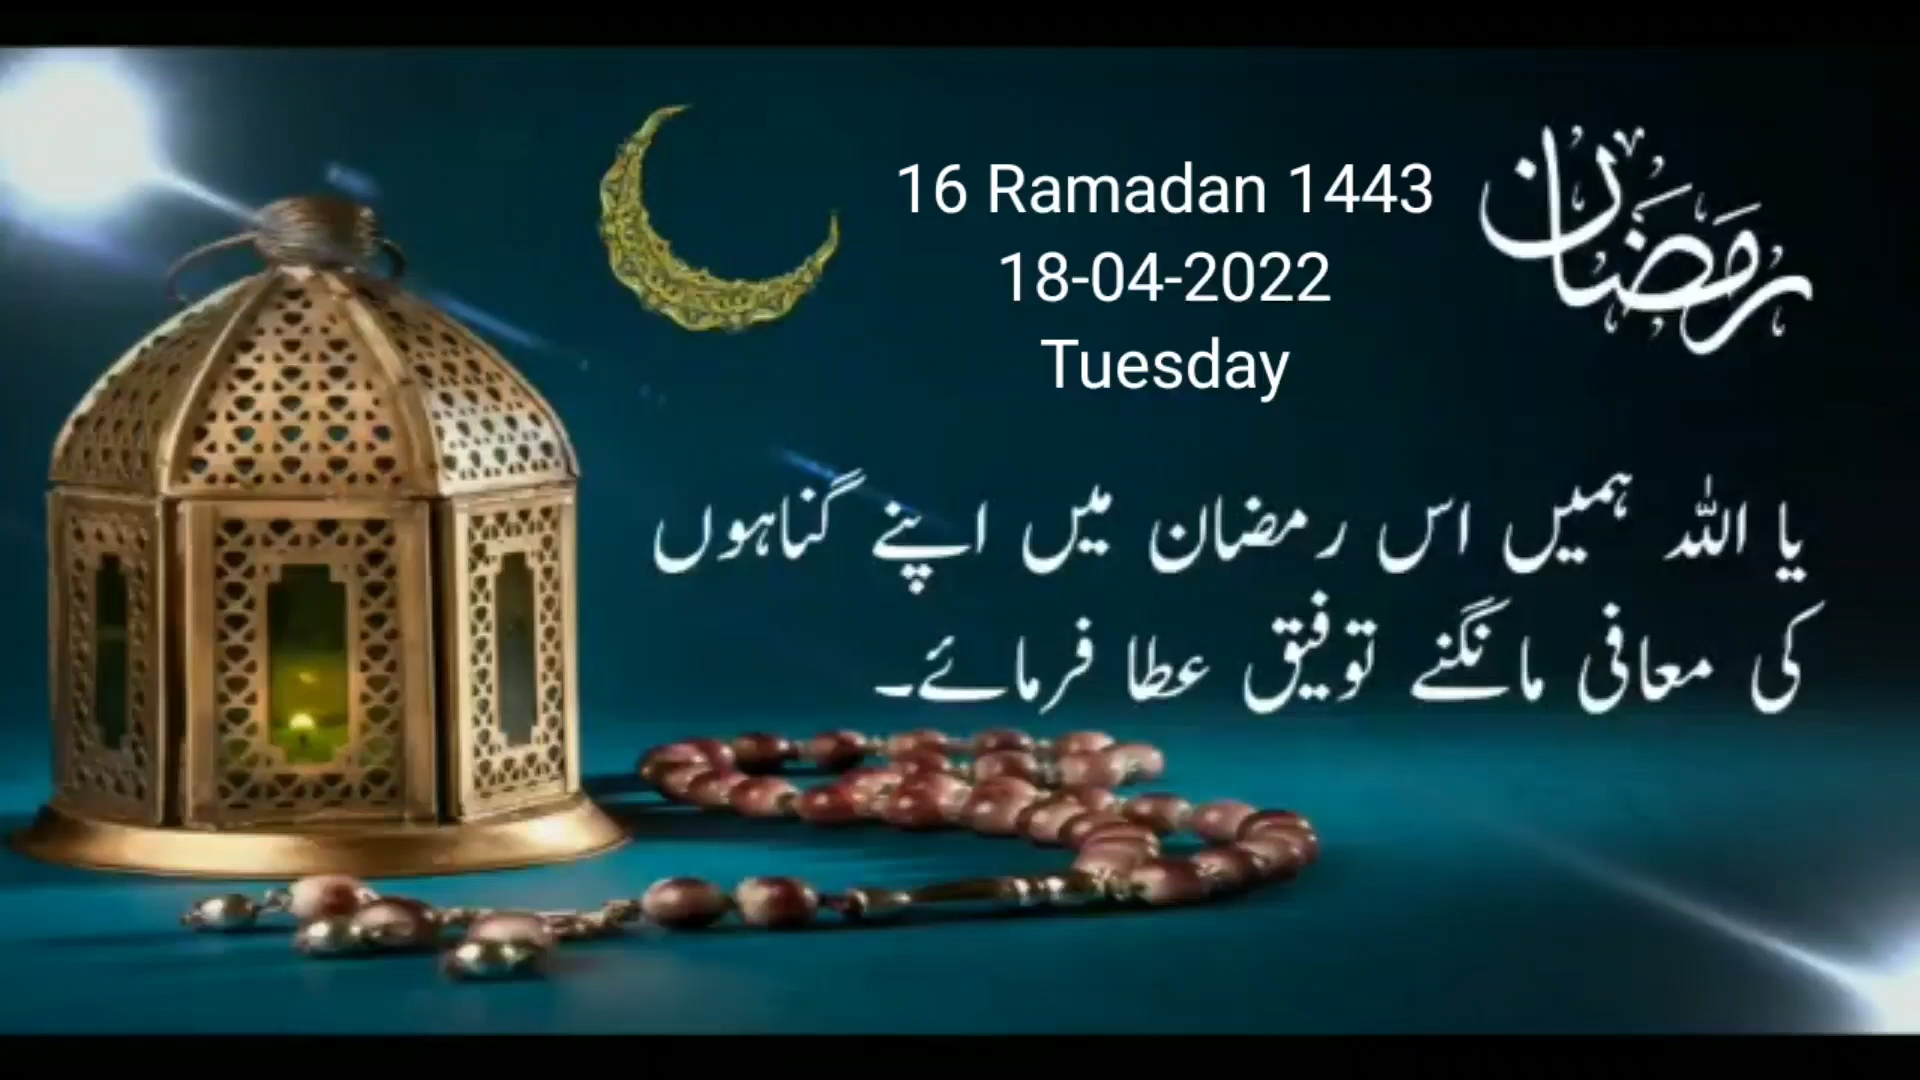 16 Ramadan 1443
18-04-2022
Tuesday
رمضان
یا اللہ ہمیں اس رمضان میں اپنے گناہوں
کی معافی مانگنے توفیق عطا فرمائے۔